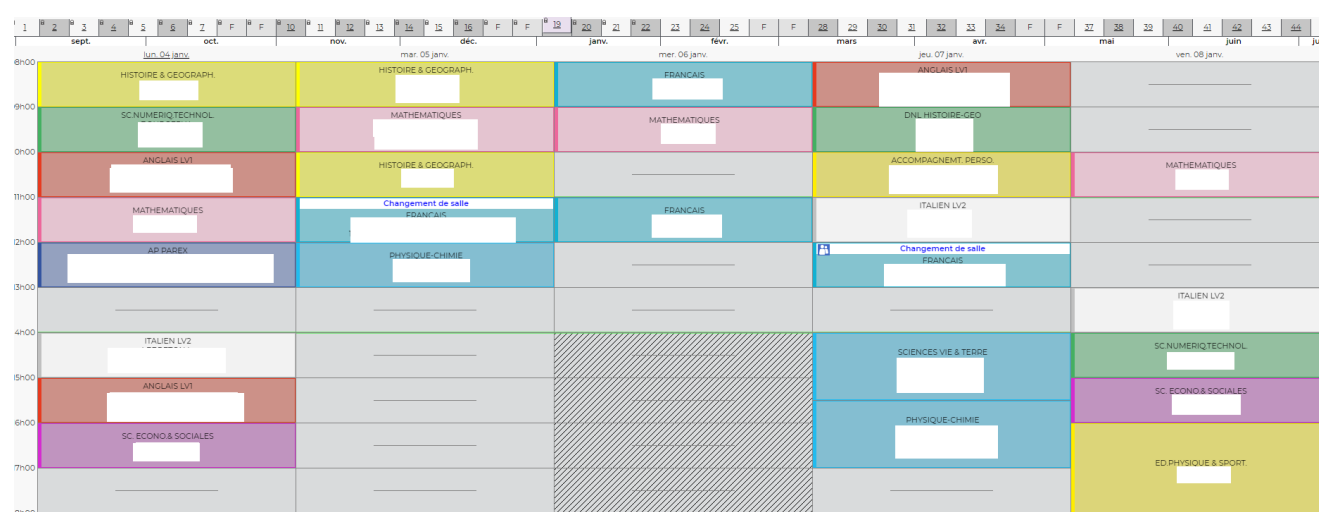 1 2 3 4 5 6 7 F F 10 11 12 13 14 15 16 F F 19 20 21 22 23 24 25 F F 28 29 30 31 32 33 34 F F 37 38 39 40 41 42 43 44
sept. oct. nov. déc. janv. févr. mars avr. mai juin
lun. 04 janv. mar. 05 janv. mer. 06 janv. jeu. 07 janv. ven. 08 janv.
8h00
HISTOIRE & GEOGRAPH. HISTOIRE & GEOGRAPH. FRANCAIS ANGLAIS LV1
9h00
SC.NUMERIQ.TECHNOL. MATHEMATIQUES MATHEMATIQUES DNL HISTOIRE-GEO
0h00
ANGLAIS LV1 HISTOIRE & GEOGRAPH. ACCOMPAGNEMT. PERSO. MATHEMATIQUES
11h00
MATHEMATIQUES Changement de salle FRANCAIS FRANCAIS ITALIEN LV2
12h00
AP PAREX PHYSIQUE-CHIMIE Changement de salle FRANCAIS
13h00
ITALIEN LV2
4h00
ITALIEN LV2 SCIENCES VIE & TERRE SC.NUMERIQ.TECHNOL.
15h00
ANGLAIS LV1 PHYSIQUE-CHIMIE SC. ECONO.& SOCIALES
6h00
SC. ECONO.& SOCIALES ED.PHYSIQUE & SPORT.
17h00